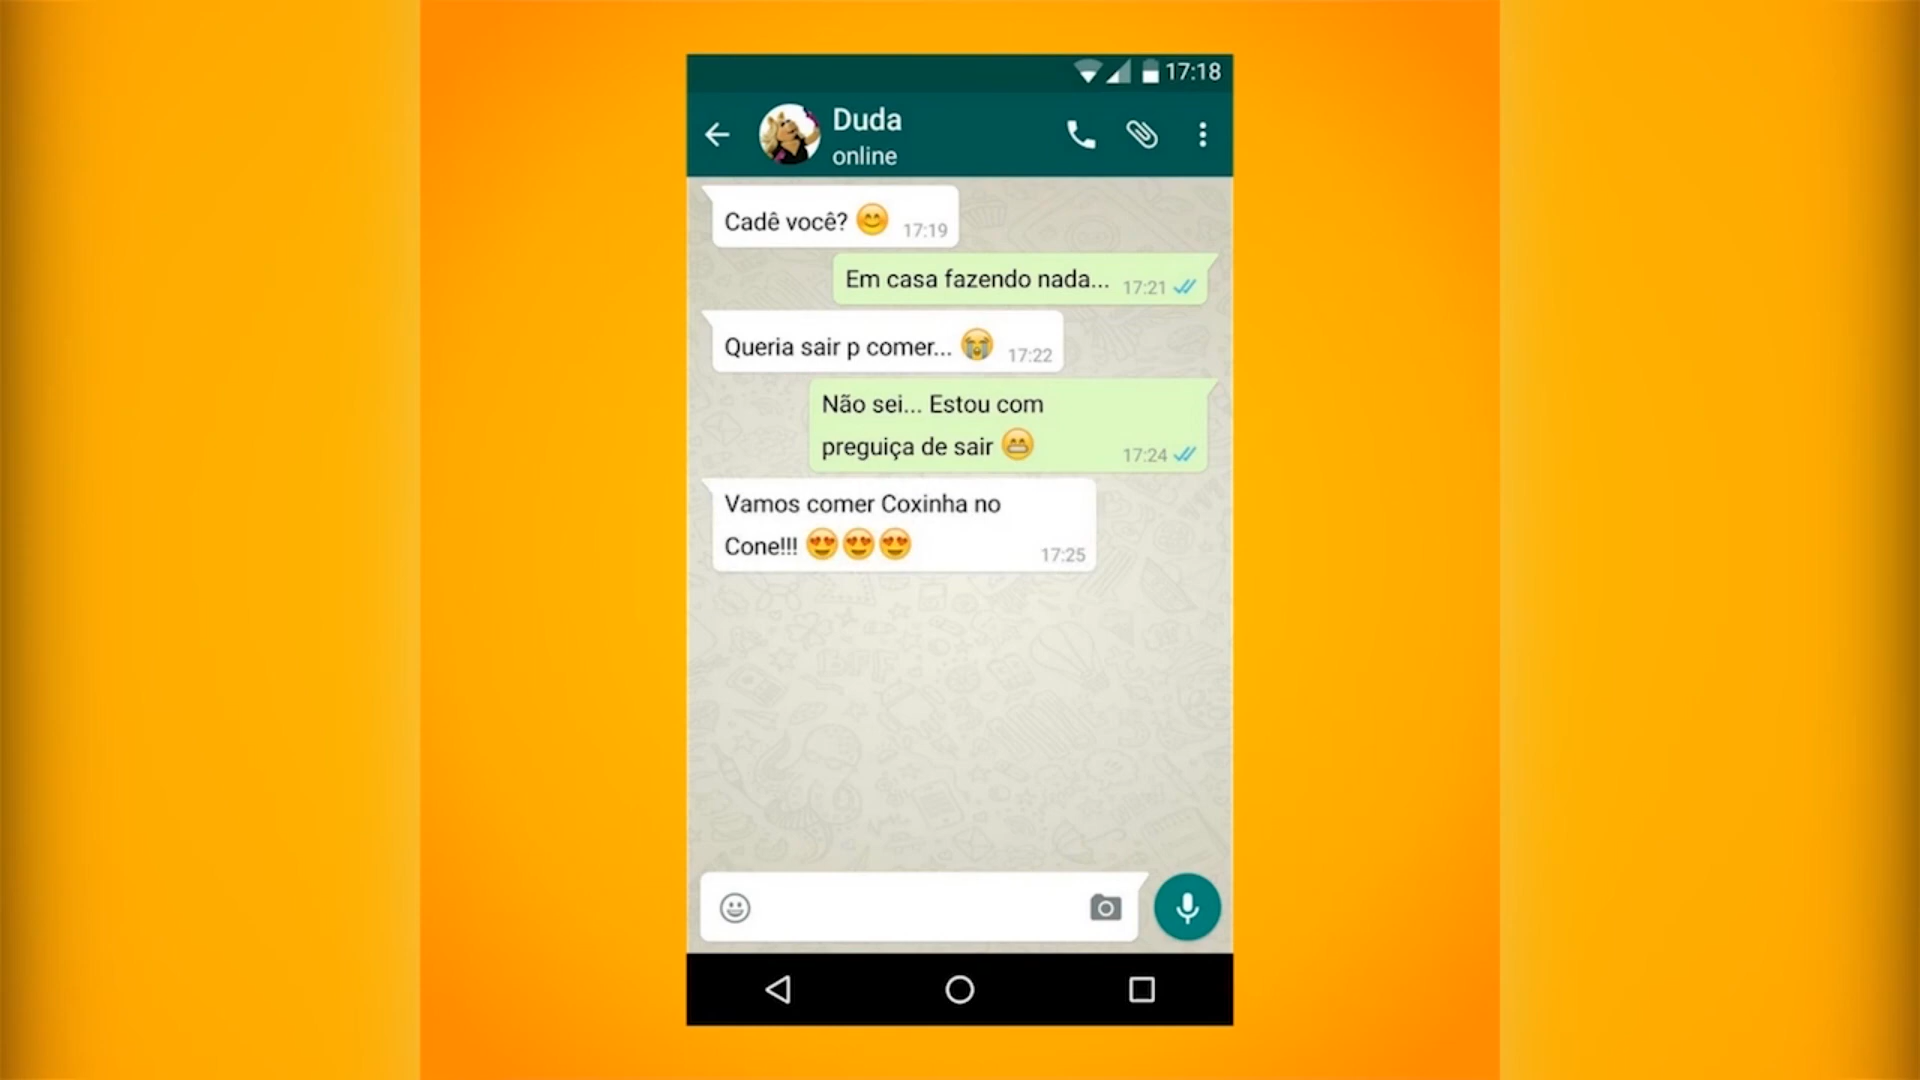 17:18
Duda
online
Cadê você? 😊 17:19
Em casa fazendo nada... 17:21
Queria sair p comer... 😭 17:22
Não sei... Estou com
preguiça de sair 😁 17:24
Vamos comer Coxinha no
Cone!!! 😍😍😍 17:25